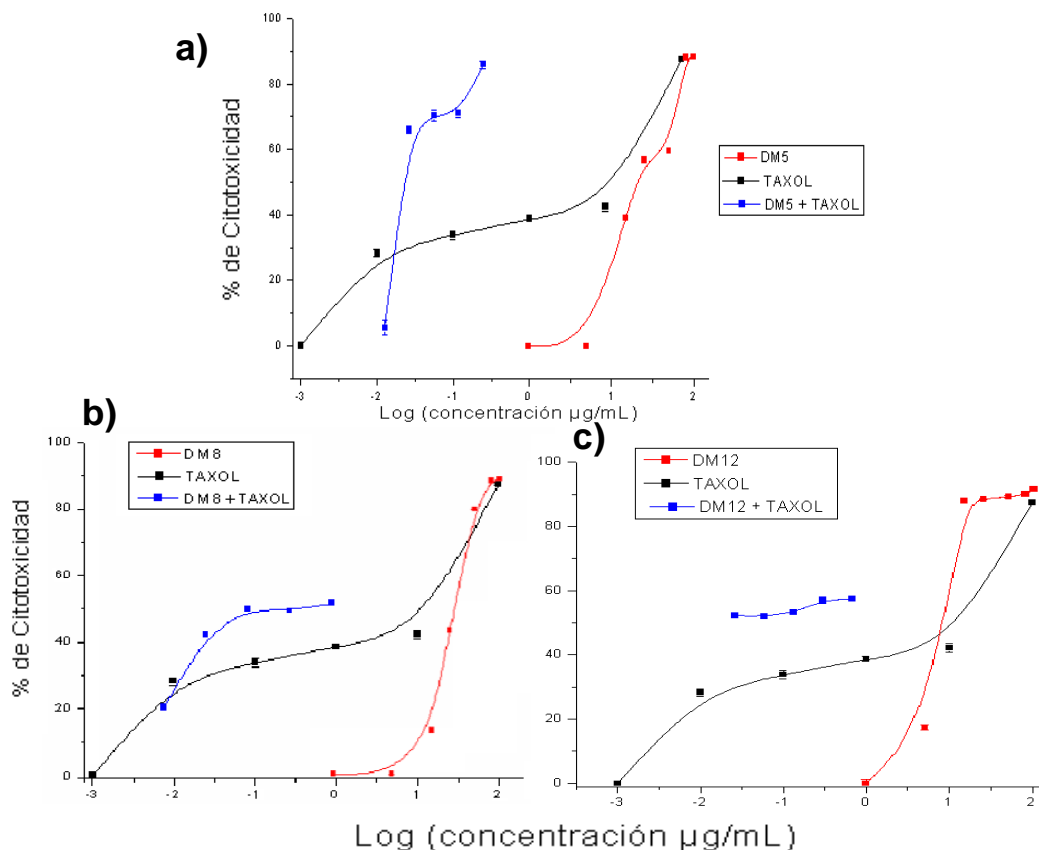 a)
% de Citotoxicidad
100
80
60
40
20
0
-3
-2
-1
0
1
2
Log (concentración µg/mL)
DM5
TAXOL
DM5 + TAXOL
b)
% de Citotoxicidad
100
80
60
40
20
0
-3
-2
-1
0
1
2
DM8
TAXOL
DM8 + TAXOL
c)
100
80
60
40
20
0
-3
-2
-1
0
1
2
DM12
TAXOL
DM12 + TAXOL
Log (concentración µg/mL)